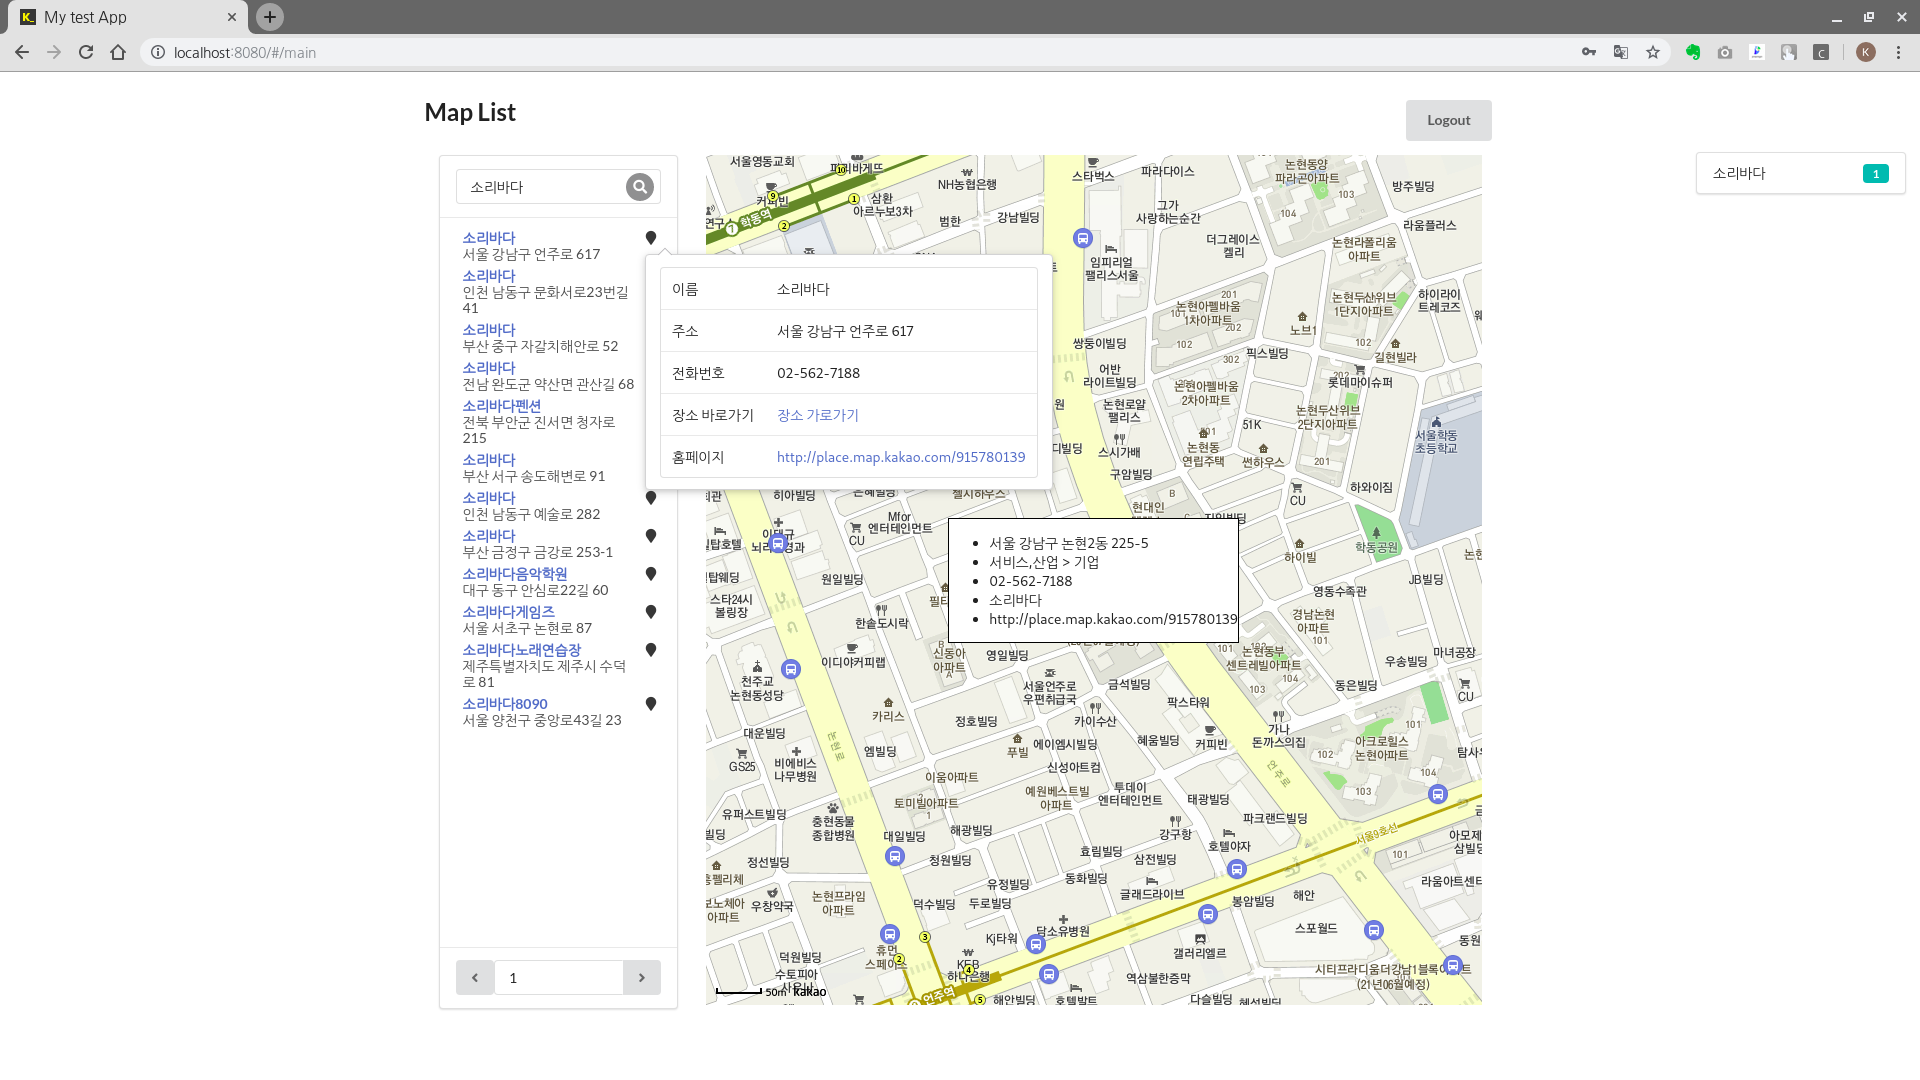 My test App
localhost:8080/#/main
K
Map List
Logout
소리바다
1
소리바다
소리바다
서울 강남구 언주로 617
소리바다
인천 남동구 문화서로23번길
41
소리바다
부산 중구 자갈치해안로 52
소리바다
전남 완도군 약산면 관산길 68
소리바다펜션
전북 부안군 진서면 청자로
215
소리바다
부산 서구 송도해변로 91
소리바다
인천 남동구 예술로 282
소리바다
부산 금정구 금강로 253-1
소리바다음악학원
대구 동구 안심로22길 60
소리바다게임즈
서울 서초구 논현로 87
소리바다노래연습장
제주특별자치도 제주시 수덕
로 81
소리바다8090
서울 양천구 중앙로43길 23
1
이름 소리바다
주소 서울 강남구 언주로 617
전화번호 02-562-7188
장소 바로가기 장소 가로가기
홈페이지 http://place.map.kakao.com/915780139
서울 강남구 논현2동 225-5
서비스,산업 > 기업
02-562-7188
소리바다
http://place.map.kakao.com/915780139
서울영동교회
파리바게뜨
커피빈
학동역
삼환
아르누보3차
NH농협은행
범한
강남빌딩
스타벅스
파라다이스
그가
사랑하는순간
논현동양
파라곤아파트
방주빌딩
라움플러스
더그레이스
켈리
논현라폴리움
아파트
임피리얼
팰리스서울
논현아펠바움
1차아파트
논현두산위브
1단지아파트
하이라이
트레코즈
노브1
쌍둥이빌딩
픽스빌딩
길현빌라
어반
라이트빌딩
논현아펠바움
2차아파트
롯데마이슈퍼
논현로얄
팰리스
논현두산위브
2단지아파트
51K
서울학동
초등학교
스시가배
논현동
연립주택
썬하우스
구암빌딩
하와이짐
CU
현대인
학동공원
하이빌
JB빌딩
영동수족관
경남논현
아파트
히아빌딩
Mfor
엔터테인먼트
CU
원일빌딩
스타24시
볼링장
한솥도시락
이디야커피랩
신동아
아파트
영일빌딩
천주교
논현동성당
서울언주로
우편취급국
금석빌딩
논현동부
센트레빌아파트
우송빌딩
마녀공장
동은빌딩
CU
카리스
정호빌딩
카이수산
팍스타워
가나
돈까스의집
대운빌딩
논현로
엠빌딩
푸빌
에이엠시빌딩
혜움빌딩
커피빈
아크로힐스
논현아파트
GS25
비에비스
나무병원
신성아트컴
언주로
이움아파트
투데이
엔터테인먼트
예원베스트빌
아파트
태광빌딩
토미빌아파트
유퍼스트빌딩
충현동물
종합병원
대일빌딩
해광빌딩
강구항
파크랜드빌딩
호텔야자
서울9호선
정선빌딩
청원빌딩
효림빌딩
삼전빌딩
유정빌딩
동화빌딩
글래드라이브
해안
우창약국
논현프라임
아파트
덕수빌딩
두로빌딩
봉암빌딩
스포월드
Kj타워
담소유병원
갤러리엘르
휴먼
스페이스
덕원빌딩
수토피아
KEB
하나은행
역삼불한증막
시티프라디움더강남1블록아파트
(21년06월예정)
언주역
해안빌딩
다스빌딩
50m kakao